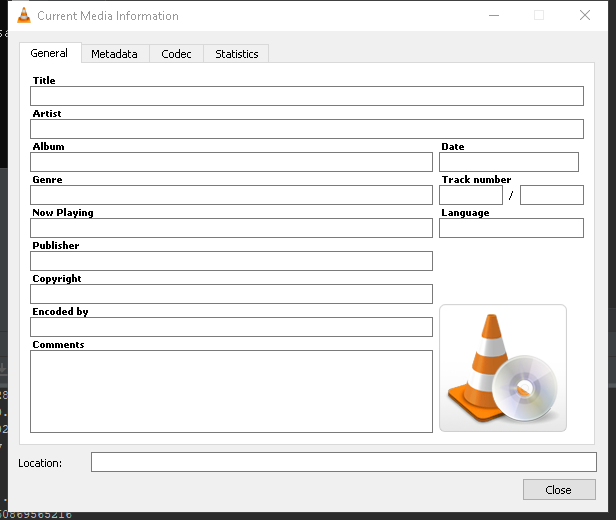 Current Media Information
General Metadata Codec Statistics
Title
Artist
Album Date
Genre Track number
/
Now Playing Language
Publisher
Copyright
Encoded by
Comments
Location:
Close
50869565216